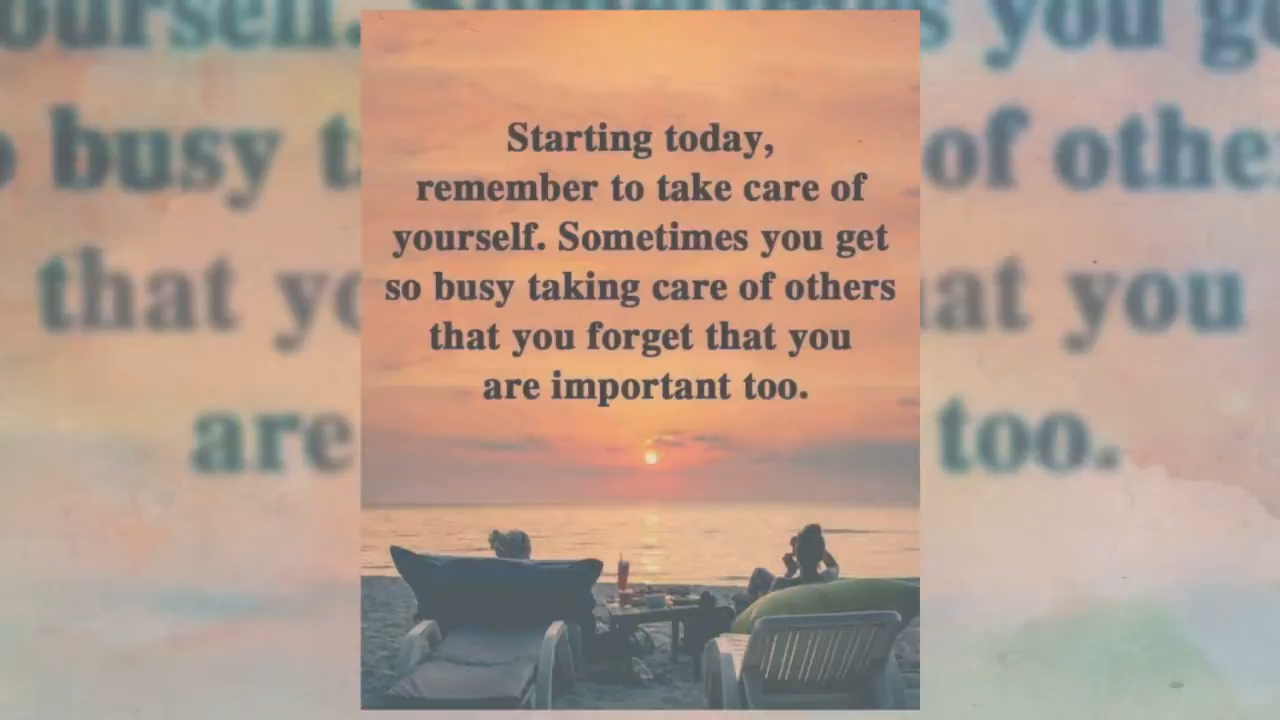 Starting today,
remember to take care of
yourself. Sometimes you get
so busy taking care of others
that you forget that you
are important too.